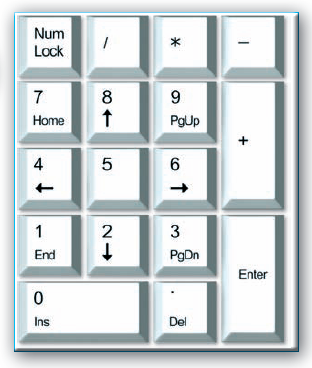 Num
Lock
/
*
–
7
Home
8
↑
9
PgUp
+
4
←
5
6
→
1
End
2
↓
3
PgDn
Enter
0
Ins
.
Del